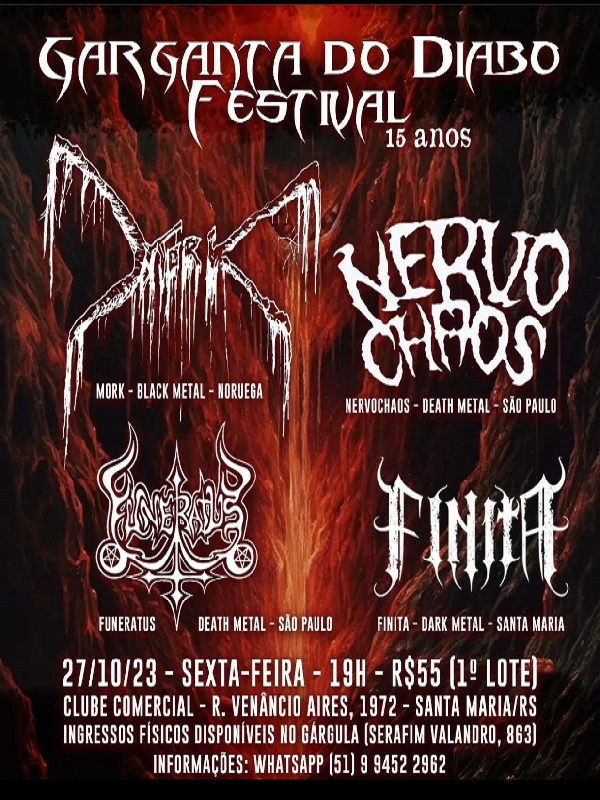 GARGANTA DO DIABO
FESTIVAL
15 anos
MORK
NERVO
CHAOS
MORK - BLACK METAL - NORUEGA
NERVOCHAOS - DEATH METAL - SÃO PAULO
FUNERATUS
FINITA
FUNERATUS DEATH METAL - SÃO PAULO
FINITA - DARK METAL - SANTA MARIA
27/10/23 - SEXTA-FEIRA - 19H - R$55 (1º LOTE)
CLUBE COMERCIAL - R. VENÂNCIO AIRES, 1972 - SANTA MARIA/RS
INGRESSOS FÍSICOS DISPONÍVEIS NO GÁRGULA (SERAFIM VALANDRO, 863)
INFORMAÇÕES: WHATSAPP (51) 9 9452 2962